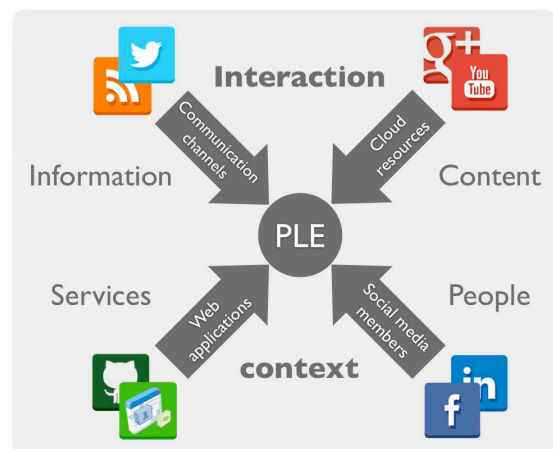 g+
You
Tube
Interaction
Communication
channels
Cloud
resources
Information
Content
PLE
Services
People
Web
applications
Social media
members
context
in
f